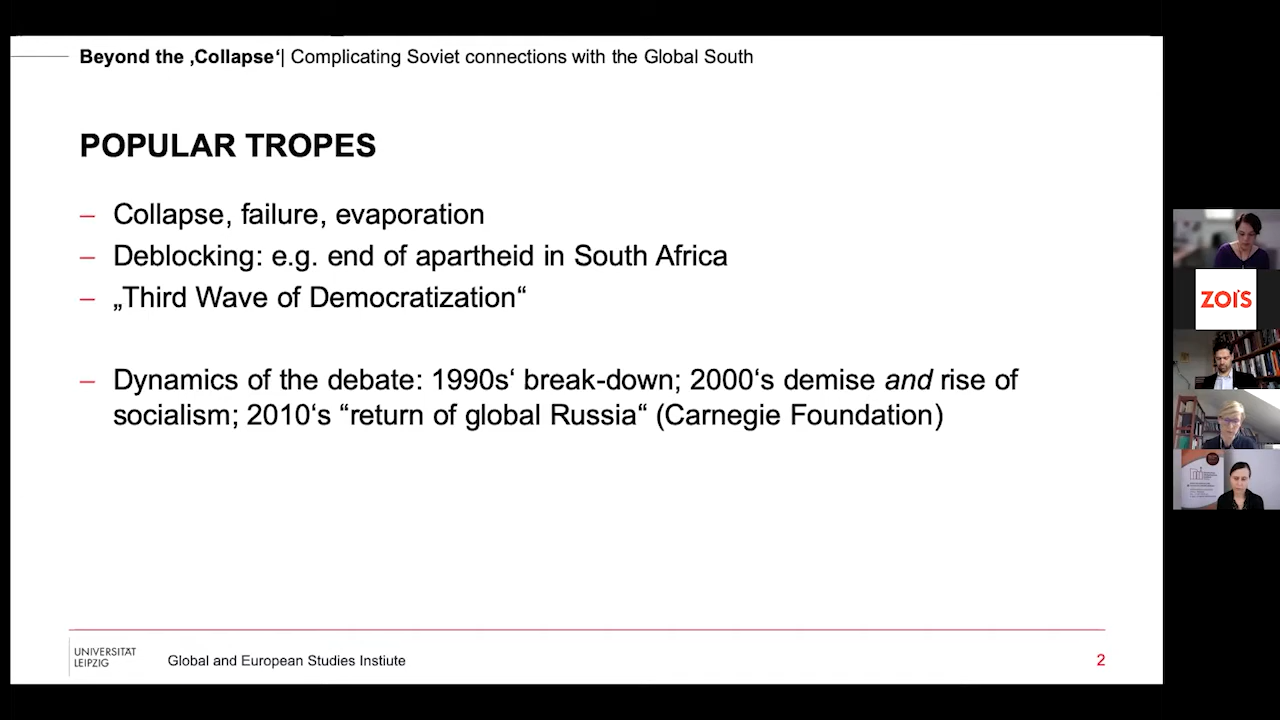 Beyond the ‚Collapse‘| Complicating Soviet connections with the Global South
POPULAR TROPES
– Collapse, failure, evaporation
– Deblocking: e.g. end of apartheid in South Africa
– „Third Wave of Democratization“
– Dynamics of the debate: 1990s‘ break-down; 2000‘s demise and rise of
socialism; 2010‘s “return of global Russia“ (Carnegie Foundation)
ZOiS
UNIVERSITÄT
LEIPZIG
Global and European Studies Instiute
2